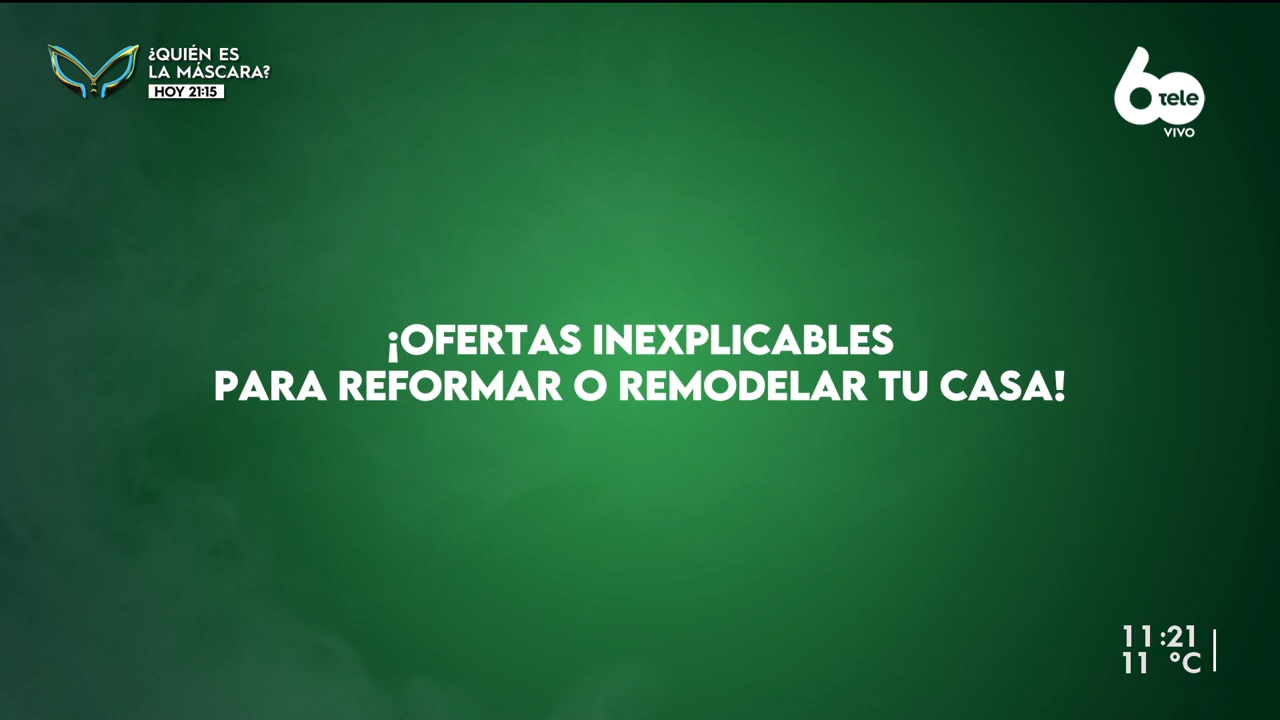 ¿QUIÉN ES
LA MÁSCARA?
HOY 21:15
60 tele
VIVO
¡OFERTAS INEXPLICABLES
PARA REFORMAR O REMODELAR TU CASA!
11:21
11 °C